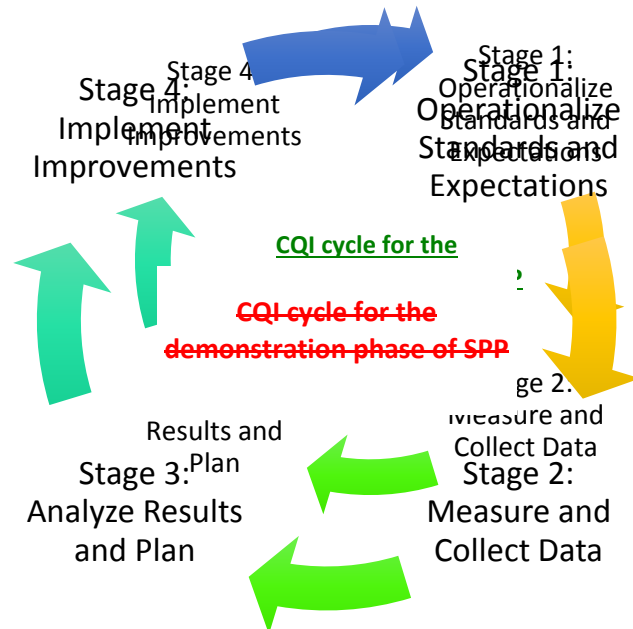 Stage 4:
Implement
Improvements
Stage 4
Implement
Improvements
Stage 1:
Operationalize
Standards and
Expectations
Stage 1:
Operationalize
Standards and
Expectations
CQI cycle for the
CQI cycle for the
demonstration phase of SPP
Stage 2:
Measure and
Collect Data
Results and
Plan
Stage 3:
Analyze Results
and Plan
Stage 2:
Measure and
Collect Data